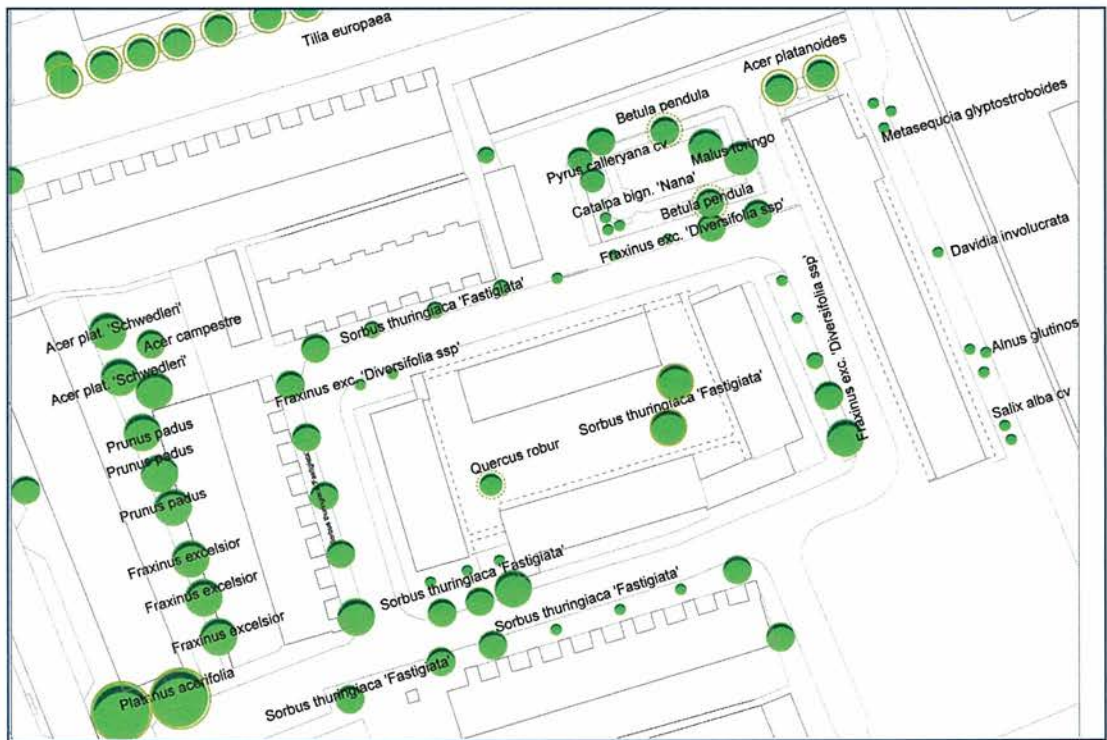 Tilia europaea
Acer platanoides
Betula pendula
Metasequoia glyptostroboides
Pyrus calleryana cv
Malus toringo
Catalpa bign. 'Nana'
Betula pendula
Fraxinus exc. 'Diversifolia ssp'
Davidia involucrata
Sorbus thuringiaca 'Fastigiata'
Fraxinus exc. 'Diversifolia ssp'
Acer plat. 'Schwedleri'
Acer campestre
Acer plat. 'Schwedleri'
Fraxinus exc. 'Diversifolia ssp'
Alnus glutinos
Sorbus thuringiaca 'Fastigiata'
Salix alba cv
Prunus padus
Prunus padus
Quercus robur
Prunus padus
Sorbus thuringiaca 'Fastigiata'
Fraxinus excelsior
Fraxinus excelsior
Sorbus thuringiaca 'Fastigiata'
Sorbus thuringiaca 'Fastigiata'
Fraxinus excelsior
Platanus acerifolia
Sorbus thuringiaca 'Fastigiata'